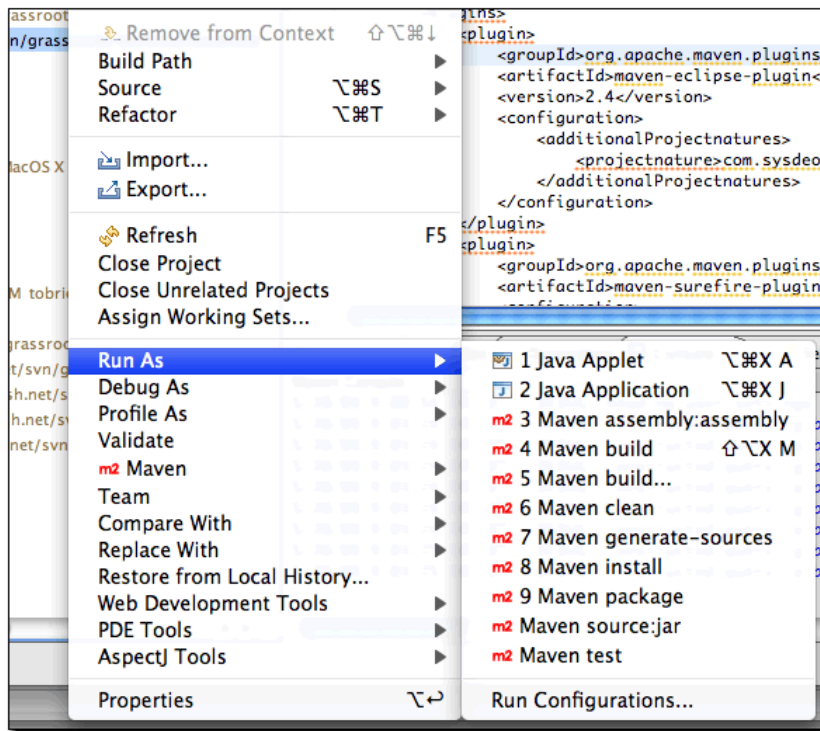 assroot
n/grass
lacOS X
M tobri
grassroo
t/svn/g
sh.net/s
h.net/sv
net/svn
Remove from Context ⇧⌥⌘↓
Build Path
Source ⌥⌘S
Refactor ⌥⌘T
Import...
Export...
Refresh F5
Close Project
Close Unrelated Projects
Assign Working Sets...
Run As
Debug As
Profile As
Validate
m2 Maven
Team
Compare With
Replace With
Restore from Local History...
Web Development Tools
PDE Tools
AspectJ Tools
Properties ⌥↩
gins>
<plugin>
<groupId>org.apache.maven.plugins
<artifactId>maven-eclipse-plugin<
<version>2.4</version>
<configuration>
<additionalProjectnatures>
<projectnature>com.sysdeo
</additionalProjectnatures>
</configuration>
</plugin>
<plugin>
<groupId>org.apache.maven.plugins
<artifactId>maven-surefire-plugin
1 Java Applet ⌥⌘X A
2 Java Application ⌥⌘X J
m2 3 Maven assembly:assembly
m2 4 Maven build ⇧⌥X M
m2 5 Maven build...
m2 6 Maven clean
m2 7 Maven generate-sources
m2 8 Maven install
m2 9 Maven package
m2 Maven source:jar
m2 Maven test
Run Configurations...